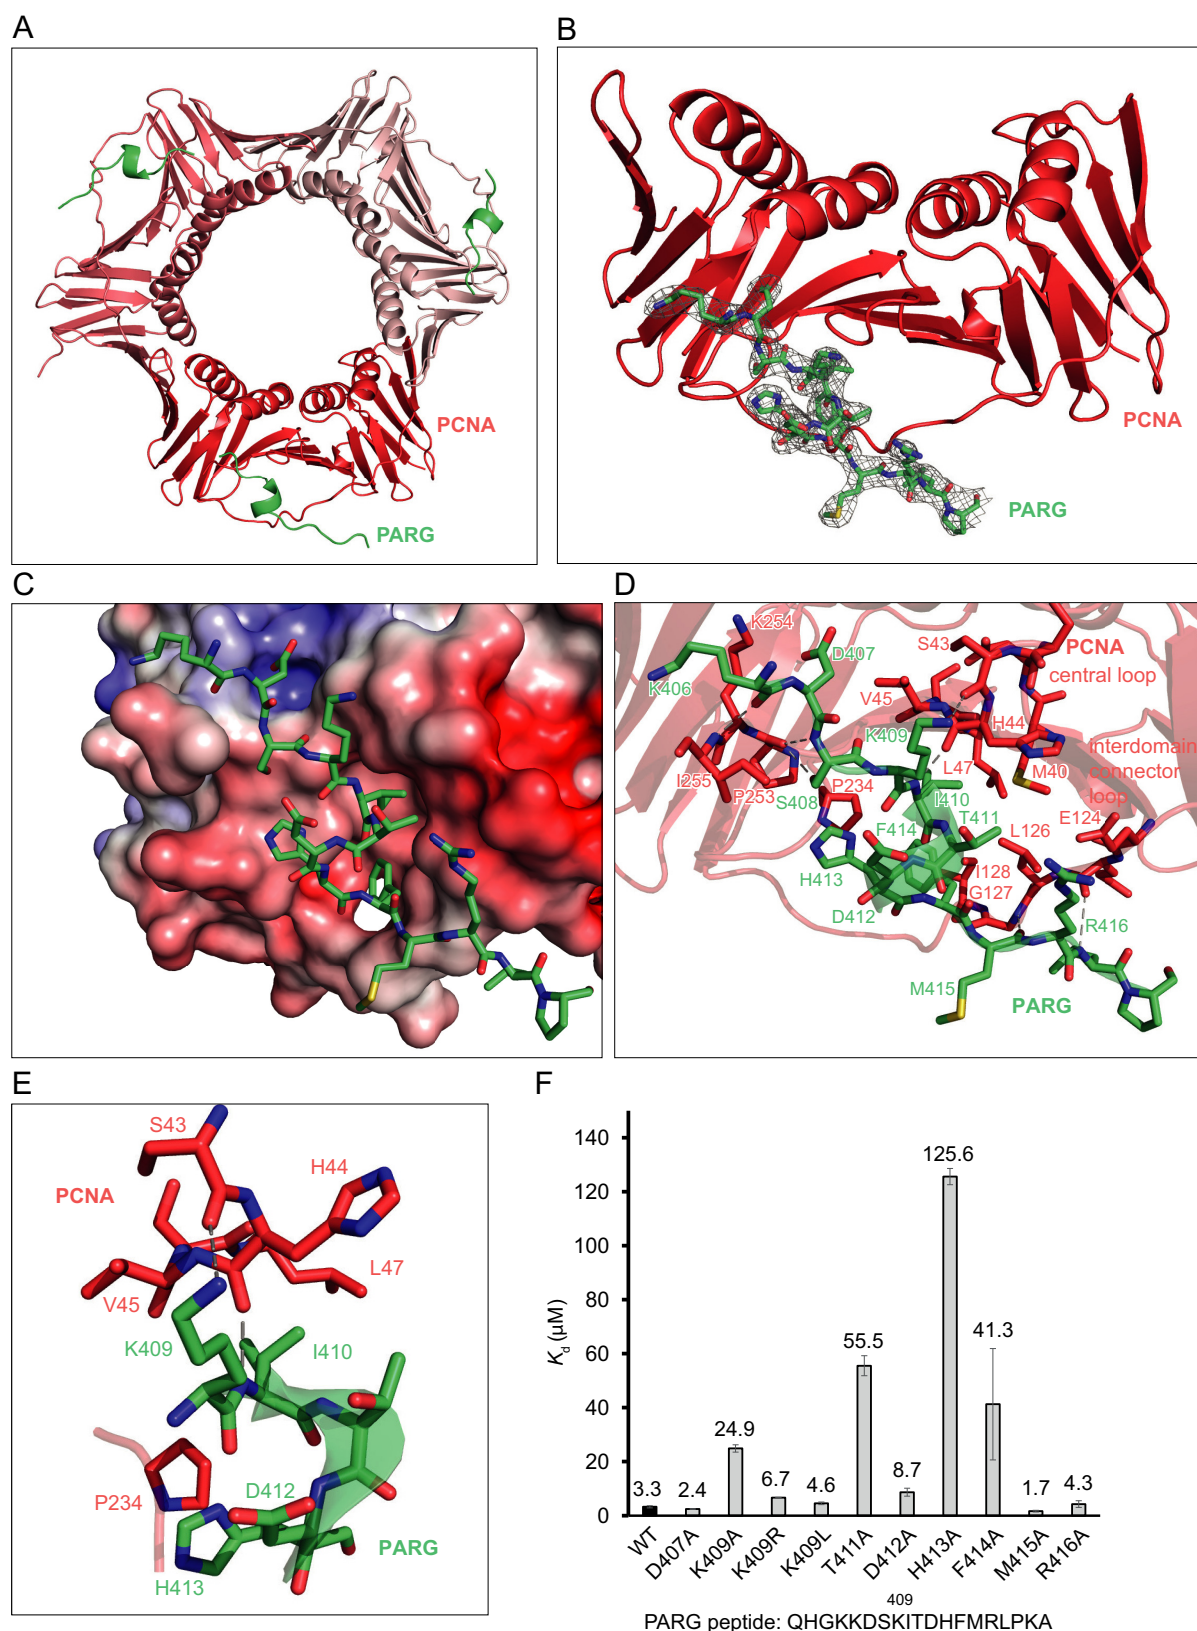 A
PCNA
PARG
B
PCNA
PARG
C
D
K254
D407
S43
PCNA
central loop
K406
V45
K409
H44
Interdomain
connector
loop
L47
M40
I255
P253
S408
P234
I410
T411
E124
F414
L126
H413
I128
G127
D412
R416
M415
PARG
E
S43
H44
PCNA
L47
V45
K409
I410
P234
D412
PARG
H413
F
Kd (µM)
140
120
100
80
60
40
20
0
3.3
2.4
24.9
6.7
4.6
55.5
8.7
125.6
41.3
1.7
4.3
WT
D407A
K409A
K409R
K409L
T411A
D412A
H413A
F414A
M415A
R416A
409
PARG peptide: QHGKKDSKITDHFMRLPKA